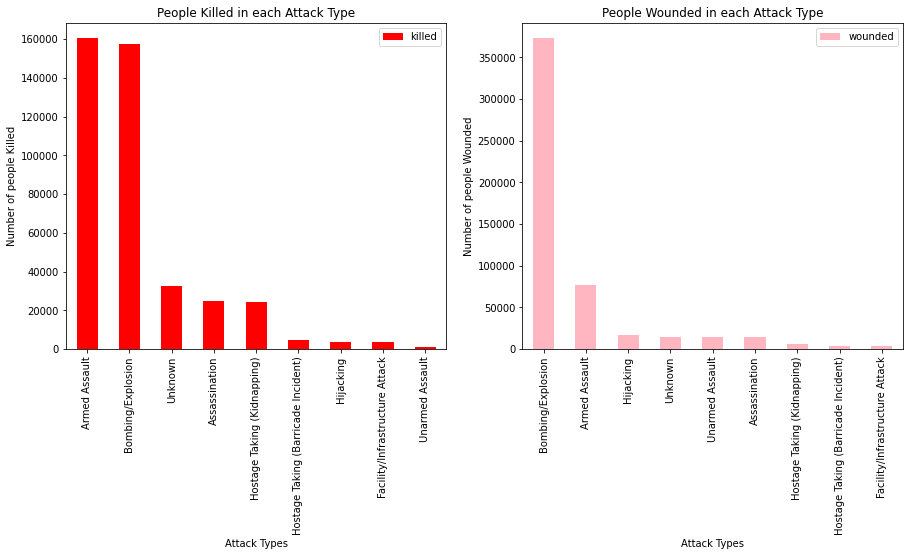 People Killed in each Attack Type
killed
Number of people Killed
160000
140000
120000
100000
80000
60000
40000
20000
0
Armed Assault
Bombing/Explosion
Unknown
Assassination
Hostage Taking (Kidnapping)
Hostage Taking (Barricade Incident)
Hijacking
Facility/Infrastructure Attack
Unarmed Assault
Attack Types
People Wounded in each Attack Type
wounded
Number of people Wounded
350000
300000
250000
200000
150000
100000
50000
0
Bombing/Explosion
Armed Assault
Hijacking
Unknown
Unarmed Assault
Assassination
Hostage Taking (Kidnapping)
Hostage Taking (Barricade Incident)
Facility/Infrastructure Attack
Attack Types